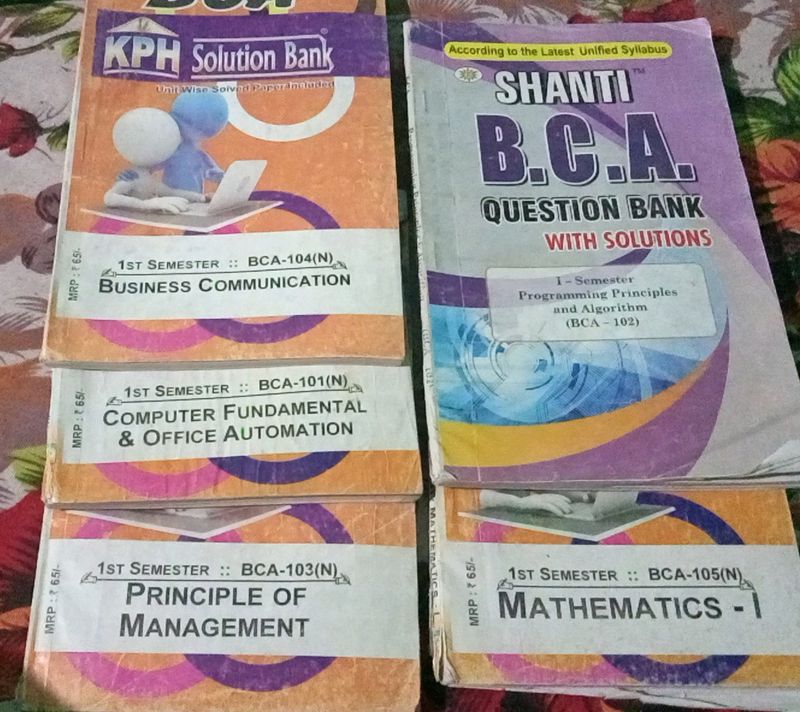 BCA
KPH Solution Bank
Unit Wise Solved Paper Included
MRP : ₹ 65/-
1ST SEMESTER :: BCA-104(N)
BUSINESS COMMUNICATION
MRP : ₹ 65/-
1ST SEMESTER :: BCA-101(N)
COMPUTER FUNDAMENTAL
& OFFICE AUTOMATION
MRP : ₹ 65/-
1ST SEMESTER :: BCA-103(N)
PRINCIPLE OF
MANAGEMENT
According to the Latest Unified Syllabus
SHANTI™
B.C.A.
QUESTION BANK
WITH SOLUTIONS
I – Semester
Programming Principles
and Algorithm
(BCA – 102)
MATHEMATICS - I
MRP : ₹ 65/-
1ST SEMESTER :: BCA-105(N)
MATHEMATICS - I